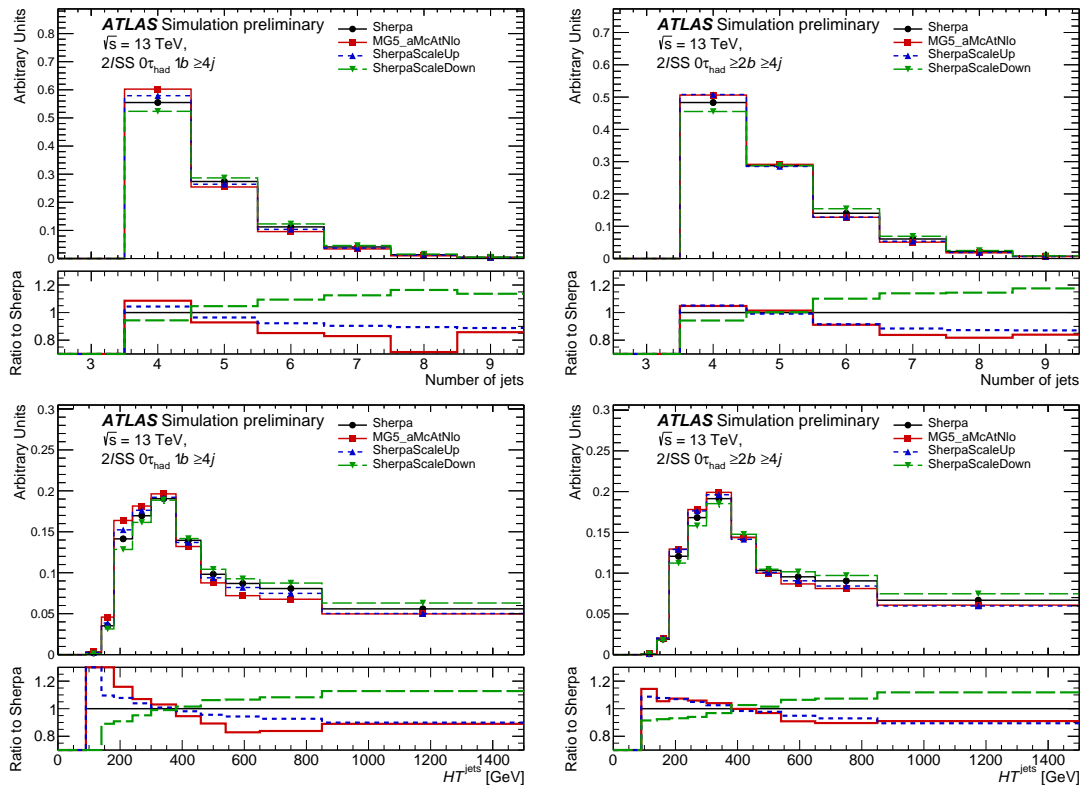 ATLAS Simulation preliminary
√s = 13 TeV,
2lSS 0τhad 1b ≥4j
Sherpa
MG5_aMcAtNlo
SherpaScaleUp
SherpaScaleDown
Arbitrary Units
0.8
0.6
0.4
0.2
0
Ratio to Sherpa
1.2
1.0
0.8
3 4 5 6 7 8 9
Number of jets
ATLAS Simulation preliminary
√s = 13 TeV,
2lSS 0τhad ≥2b ≥4j
Sherpa
MG5_aMcAtNlo
SherpaScaleUp
SherpaScaleDown
Arbitrary Units
0.7
0.6
0.5
0.4
0.3
0.2
0.1
0
Ratio to Sherpa
1.2
1.0
0.8
3 4 5 6 7 8 9
Number of jets
ATLAS Simulation preliminary
√s = 13 TeV,
2lSS 0τhad 1b ≥4j
Sherpa
MG5_aMcAtNlo
SherpaScaleUp
SherpaScaleDown
Arbitrary Units
0.3
0.25
0.2
0.15
0.1
0.05
0
Ratio to Sherpa
1.2
1.0
0.8
0 200 400 600 800 1000 1200 1400
HTjets [GeV]
ATLAS Simulation preliminary
√s = 13 TeV,
2lSS 0τhad ≥2b ≥4j
Sherpa
MG5_aMcAtNlo
SherpaScaleUp
SherpaScaleDown
Arbitrary Units
0.3
0.25
0.2
0.15
0.1
0.05
0
Ratio to Sherpa
1.2
1.0
0.8
0 200 400 600 800 1000 1200 1400
HTjets [GeV]